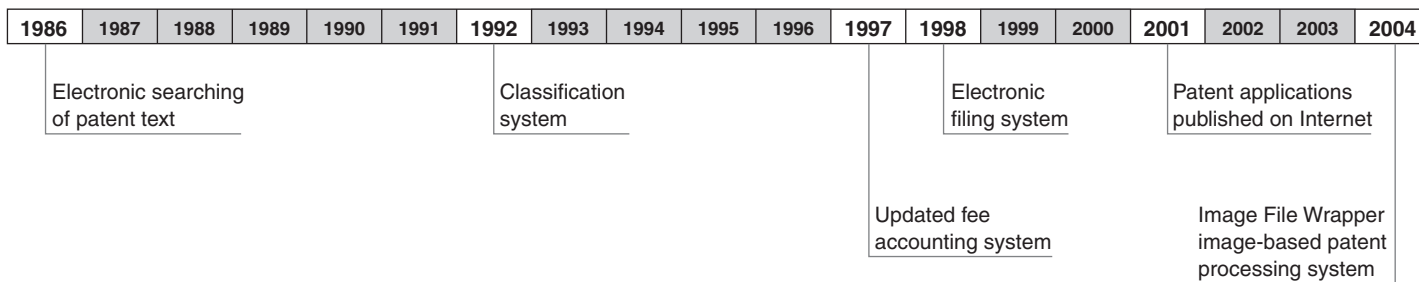 1986 1987 1988 1989 1990 1991 1992 1993 1994 1995 1996 1997 1998 1999 2000 2001 2002 2003 2004
Electronic searching
of patent text
Classification
system
Electronic
filing system
Patent applications
published on Internet
Updated fee
accounting system
Image File Wrapper
image-based patent
processing system